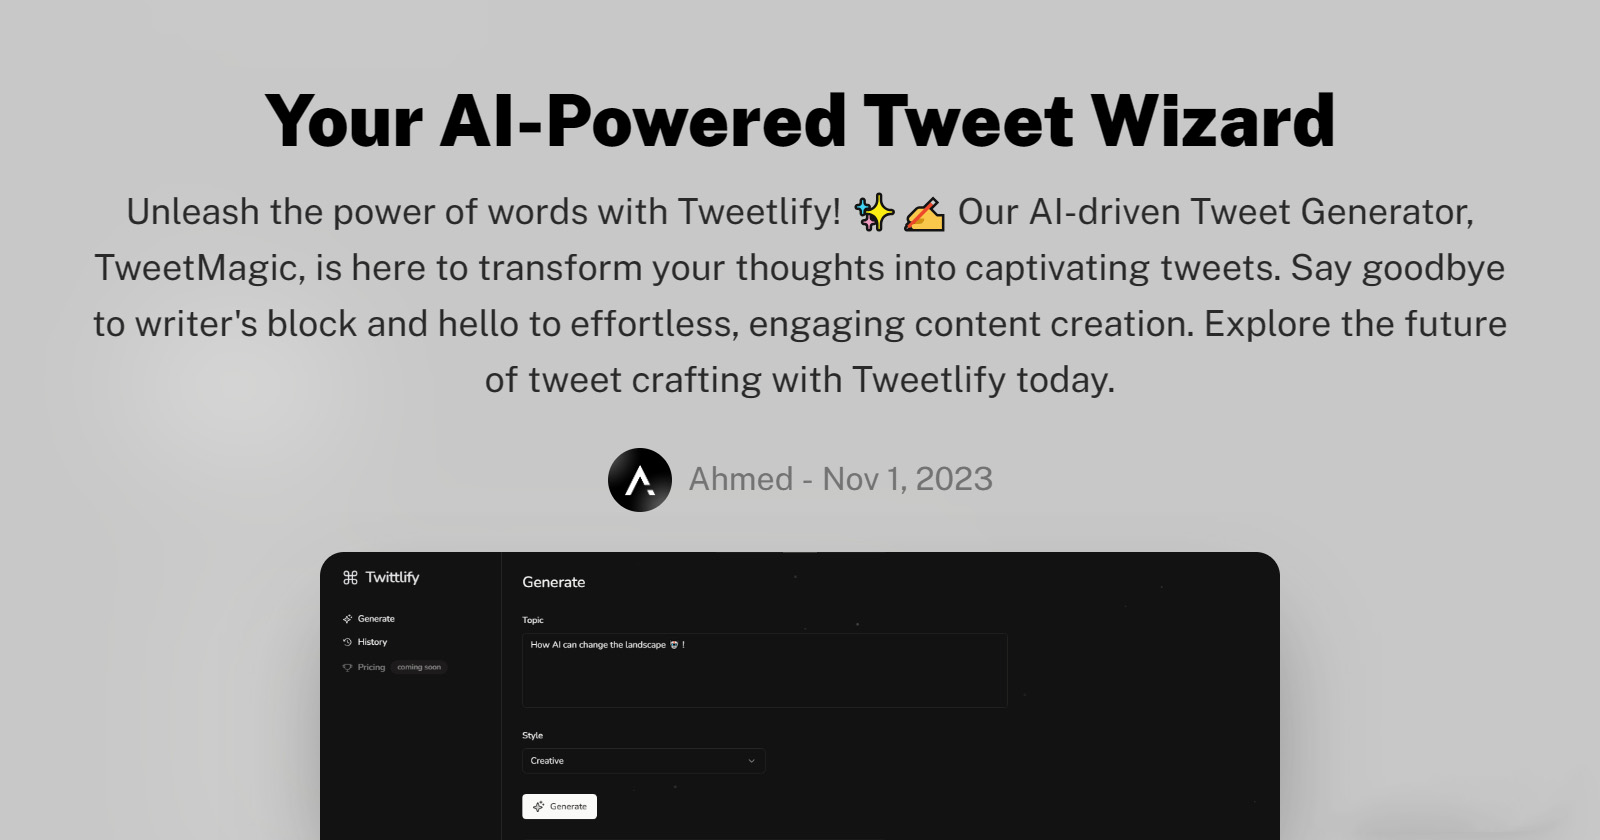 Your AI-Powered Tweet Wizard
Unleash the power of words with Tweetlify! ✨✍️ Our AI-driven Tweet Generator,
TweetMagic, is here to transform your thoughts into captivating tweets. Say goodbye
to writer's block and hello to effortless, engaging content creation. Explore the future
of tweet crafting with Tweetlify today.
Ahmed - Nov 1, 2023
Twittlify
Generate
History
Pricing coming soon
Generate
Topic
How AI can change the landscape 🤡 !
Style
Creative
Generate